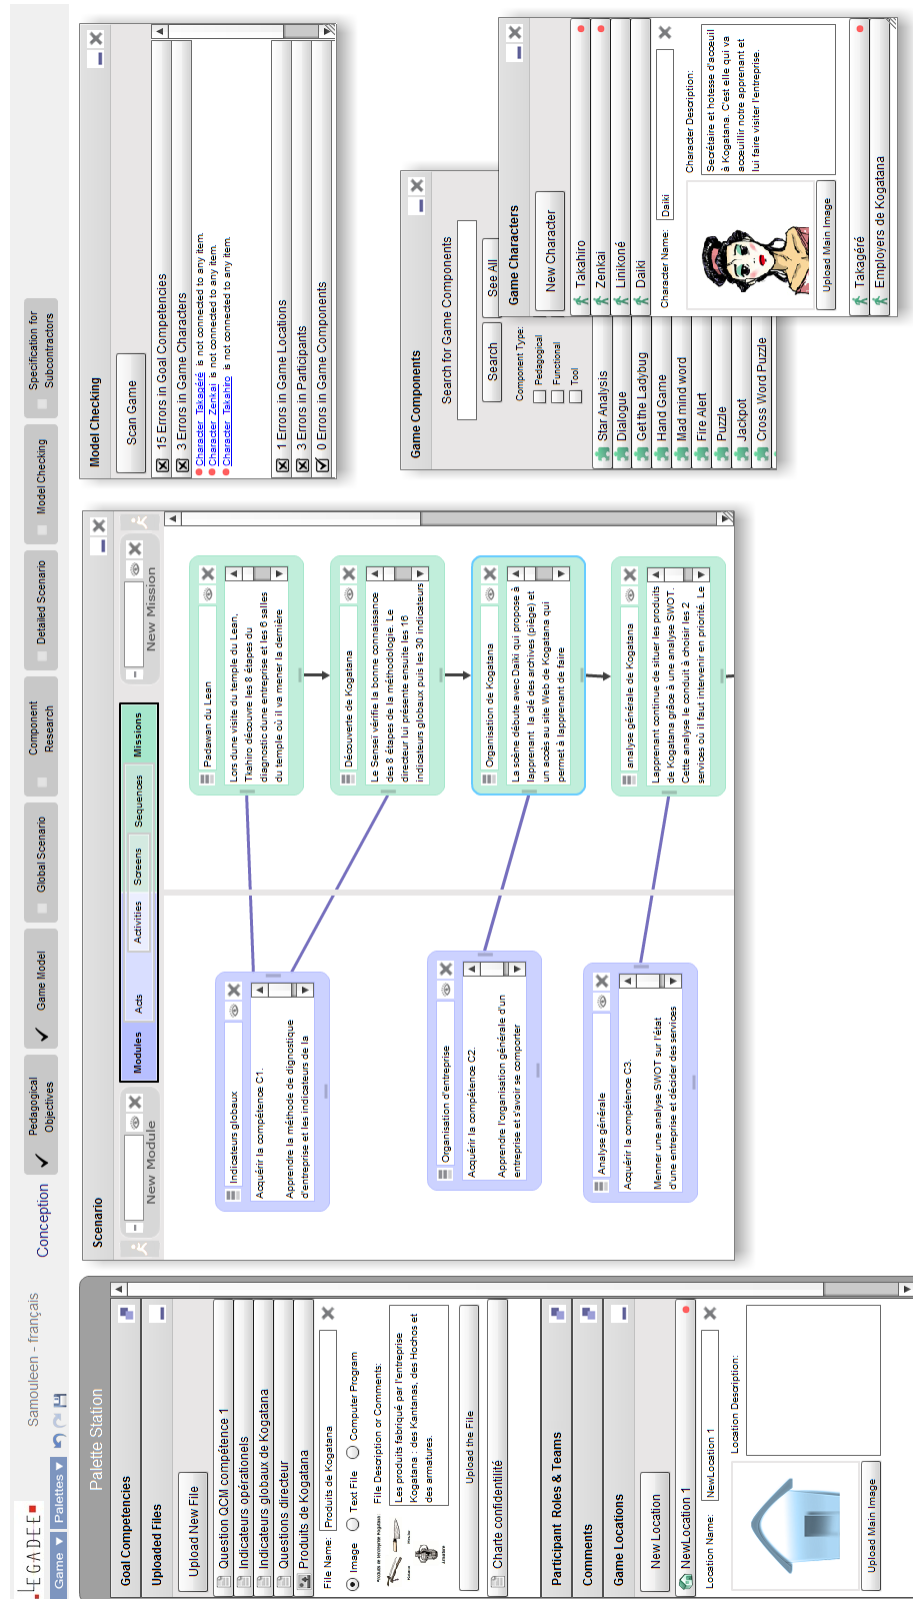 LEGADEE
Samouleen - français
Conception
Pedagogical
Objectives
Game Model
Global Scenario
Component
Research
Detailed Scenario
Model Checking
Specification for
Subcontractors
Game
Palettes
Palette Station
Goal Competencies
Uploaded Files
Upload New File
Question QCM compétence 1
Indicateurs opérationels
Indicateurs globaux de Kogatana
Questions directeur
Produits de Kogatana
File Name:
Produits de Kogatana
Image
Text File
Computer Program
File Description or Comments:
Les produits fabriqué par l'entreprise
Kogatana : des Kantanas, des Hochos et
des armatures.
Upload the File
Charte confidentilité
Participant Roles & Teams
Comments
Game Locations
New Location
NewLocation 1
Location Name:
NewLocation 1
Location Description:
Upload Main Image
Scenario
New Module
Modules
Acts
Activities
Screens
Sequences
Missions
New Mission
Indicateurs globaux
Acquérir la compétence C1.
Apprendre la méthode de dignostique
d'entreprise et les indicateurs de la
Organisation d'entreprise
Acquérir la compétence C2.
Apprendre l'organisation générale d'un
entreprise et s'avoir se comporter
Analyse générale
Acquérir la compétence C3.
Menner une analyse SWOT sur l'état
d'une entreprise et décider des services
Padawan du Lean
Lors dune visite du temple du Lean,
Tkahino découvre les 8 étapes du
diagnostic dune entreprise et les 6 salles
du temple où il va mener la dernière
Découverte de Kogatana
Le Senseï vérifie la bonne connaissance
des 8 étapes de la méthodologie. Le
directeur lui présente ensuite les 16
indicateurs globaux puis les 30 indicateurs
Organisation de Kogatana
La scène débute avec Daïki qui propose à
lapprenant la clé des archives (piège) et
un accès au site Web de Kogatana qui
permet à lapprenant de faire
analyse générale de Kogatana
Lapprenant continue de situer les produits
de Kogatana grâce à une analyse SWOT.
Cette analyse le conduit à choisir les 2
services où il faut intervenir en priorité. Le
Model Checking
Scan Game
15 Errors in Goal Competencies
3 Errors in Game Characters
Character Takagéré is not connected to any item.
Character Zenkai is not connected to any item.
Character Takahiro is not connected to any item.
1 Errors in Game Locations
3 Errors in Participants
0 Errors in Game Components
Game Components
Search for Game Components
Search
See All
Component Type:
Pedagogical
Functional
Tool
Star Analysis
Dialogue
Get the Ladybug
Hand Game
Mad mind word
Fire Alert
Puzzle
Jackpot
Cross Word Puzzle
Game Characters
New Character
Takahiro
Zenkai
Linikoné
Daiki
Character Name:
Daiki
Character Description:
Secrétaire et hotesse d'acceuil
à Kogatana. C'est elle qui va
acceuillir notre apprenant et
lui faire visiter l'entreprise.
Upload Main Image
Takagéré
Employers de Kogatana